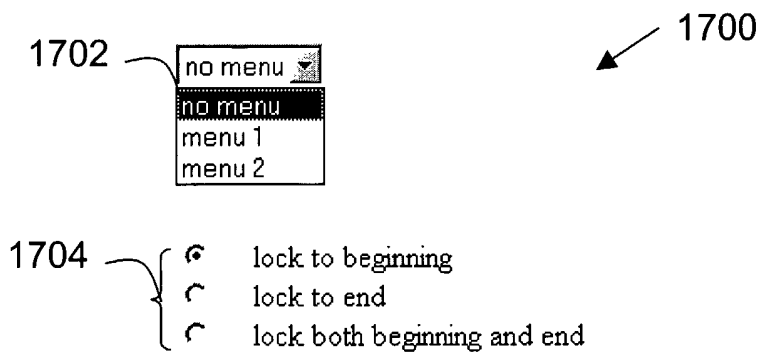 1700
1702
no menu
no menu
menu 1
menu 2
1704
lock to beginning
lock to end
lock both beginning and end